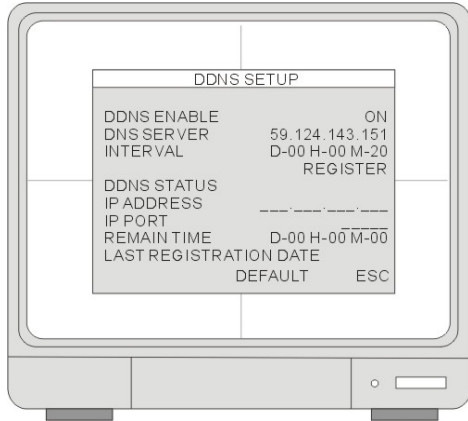 DDNS SETUP
DDNS ENABLE ON
DNS SERVER 59.124.143.151
INTERVAL D-00 H-00 M-20
REGISTER
DDNS STATUS
IP ADDRESS ___.___.___.___
IP PORT _____
REMAIN TIME D-00 H-00 M-00
LAST REGISTRATION DATE
DEFAULT ESC